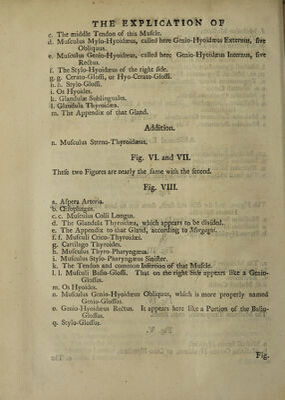 THE EXPLICATION OF
c. The middle Tendon of this Muscle.
d. Musculus Mylo-Hyoidæus, called here Genio-Hyoidæus Externus, sive
Obliquus.
e. Musculus Genio-Hyoidæus, called here Genio-Hyoidæus Internus, sive
Rectus.
f. The Stylo-Hyoidæus of the right side.
g. g. Cerato-Glossi, or Hyo-Cerato-Glossi.
h. h. Stylo-Glossi.
i. Os Hyoides.
k. Glandulæ Sublinguales.
l. Glandula Thyroidæa.
m. The Appendix of that Gland.
Addition.
n. Musculus Sterno-Thyroidæus.
Fig. VI. and VII.
These two Figures are nearly the same with the second.
Fig. VIII.
a. Aspera Arteria.
b. Œsophagus.
c. c. Musculus Colli Longus.
d. The Glandula Thyroidæa, which appears to be divided.
e. The Appendix to that Gland, according to Morgagni.
f. f. Musculi Crico-Thyroidæi.
g. Cartilago Thyroides.
h. Musculus Thyro-Pharyngæus.
i. Musculus Stylo-Pharyngæus Sinister.
k. The Tendon and common Insertion of that Muscle.
l. l. Musculi Basio-Glossi. That on the right Side appears like a Genio-
Glossus.
m. Os Hyoides.
n. Musculus Genio-Hyoidæus Obliquus, which is more properly named
Genio-Glossus.
o. Genio-Hyoidæus Rectus. It appears here like a Portion of the Basio-
Glossus.
q. Stylo-Glossus.
Fig.